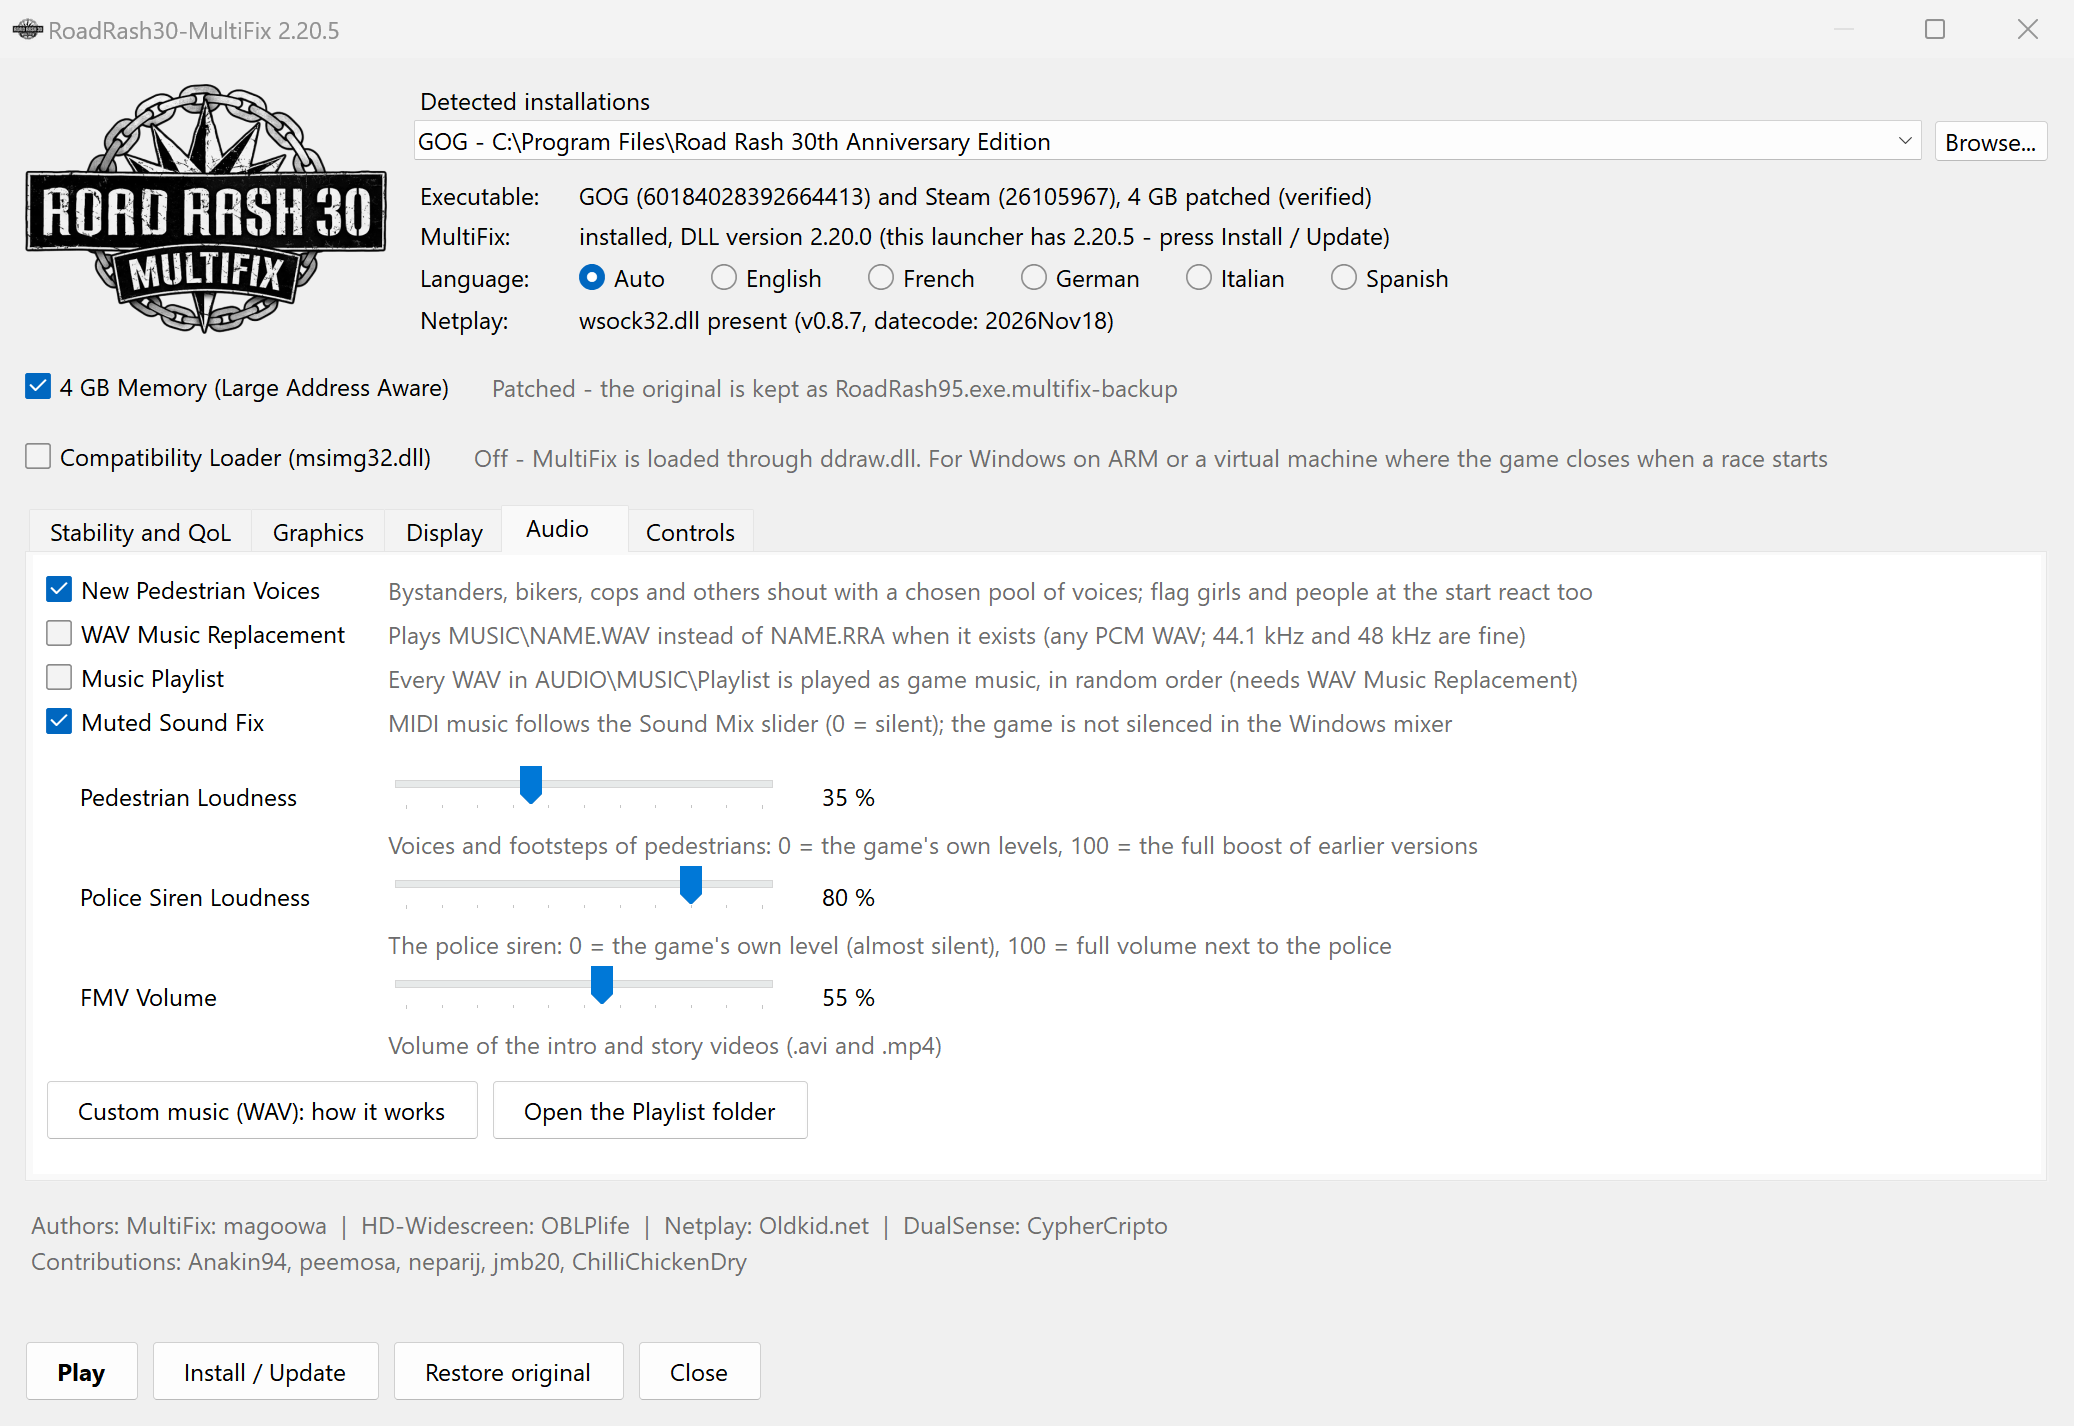 RoadRash30-MultiFix 2.20.5
ROAD RASH 30
MULTIFIX
Detected installations
GOG - C:\Program Files\Road Rash 30th Anniversary Edition
Browse...
Executable: GOG (60184028392664413) and Steam (26105967), 4 GB patched (verified)
MultiFix: installed, DLL version 2.20.0 (this launcher has 2.20.5 - press Install / Update)
Language: Auto English French German Italian Spanish
Netplay: wsock32.dll present (v0.8.7, datecode: 2026Nov18)
4 GB Memory (Large Address Aware) Patched - the original is kept as RoadRash95.exe.multifix-backup
Compatibility Loader (msimg32.dll) Off - MultiFix is loaded through ddraw.dll. For Windows on ARM or a virtual machine where the game closes when a race starts
Stability and QoL Graphics Display Audio Controls
New Pedestrian Voices Bystanders, bikers, cops and others shout with a chosen pool of voices; flag girls and people at the start react too
WAV Music Replacement Plays MUSIC\NAME.WAV instead of NAME.RRA when it exists (any PCM WAV; 44.1 kHz and 48 kHz are fine)
Music Playlist Every WAV in AUDIO\MUSIC\Playlist is played as game music, in random order (needs WAV Music Replacement)
Muted Sound Fix MIDI music follows the Sound Mix slider (0 = silent); the game is not silenced in the Windows mixer
Pedestrian Loudness 35 %
Voices and footsteps of pedestrians: 0 = the game's own levels, 100 = the full boost of earlier versions
Police Siren Loudness 80 %
The police siren: 0 = the game's own level (almost silent), 100 = full volume next to the police
FMV Volume 55 %
Volume of the intro and story videos (.avi and .mp4)
Custom music (WAV): how it works Open the Playlist folder
Authors: MultiFix: magoowa | HD-Widescreen: OBLPlife | Netplay: Oldkid.net | DualSense: CypherCripto
Contributions: Anakin94, peemosa, neparij, jmb20, ChilliChickenDry
Play Install / Update Restore original Close